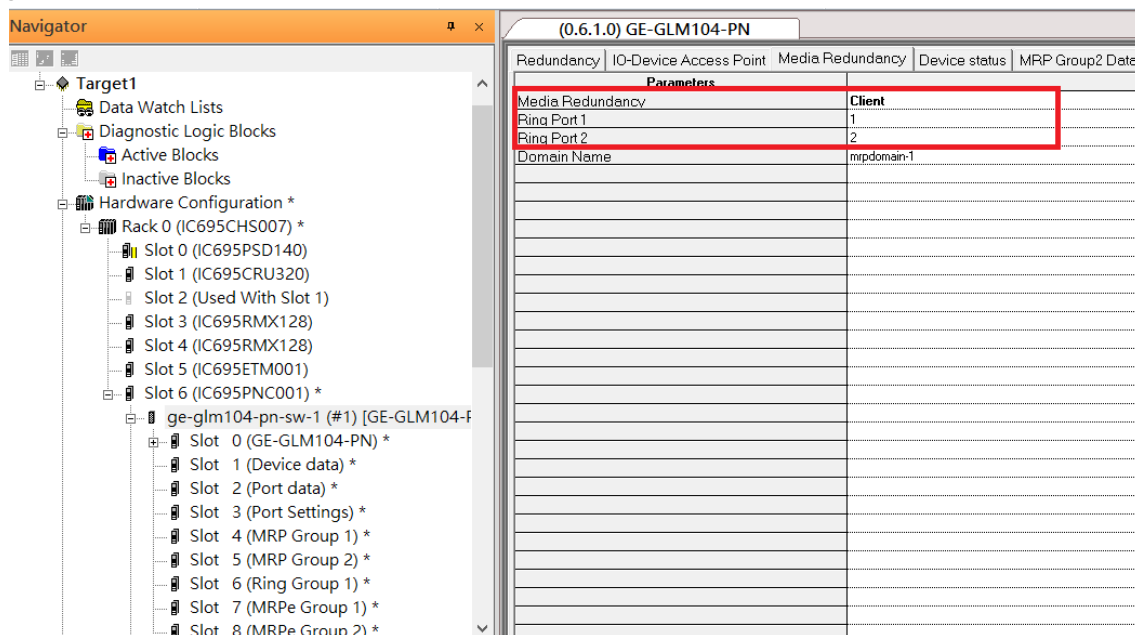 Navigator
Target1
Data Watch Lists
Diagnostic Logic Blocks
Active Blocks
Inactive Blocks
Hardware Configuration *
Rack 0 (IC695CHS007) *
Slot 0 (IC695PSD140)
Slot 1 (IC695CRU320)
Slot 2 (Used With Slot 1)
Slot 3 (IC695RMX128)
Slot 4 (IC695RMX128)
Slot 5 (IC695ETM001)
Slot 6 (IC695PNC001) *
ge-glm104-pn-sw-1 (#1) [GE-GLM104-P
Slot 0 (GE-GLM104-PN) *
Slot 1 (Device data) *
Slot 2 (Port data) *
Slot 3 (Port Settings) *
Slot 4 (MRP Group 1) *
Slot 5 (MRP Group 2) *
Slot 6 (Ring Group 1) *
Slot 7 (MRPe Group 1) *
Slot 8 (MRPe Group 2) *
(0.6.1.0) GE-GLM104-PN
Redundancy IO-Device Access Point Media Redundancy Device status MRP Group2 Data
Parameters
Media Redundancy Client
Ring Port 1 1
Ring Port 2 2
Domain Name mrpdomain-1